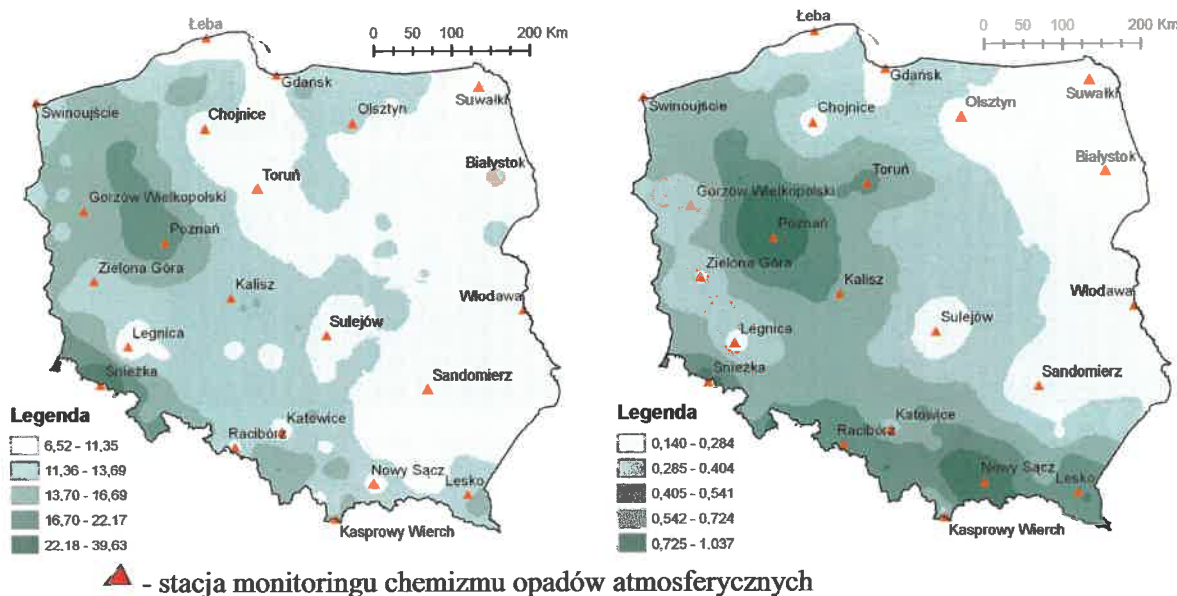 Łeba
0 50 100 200 Km
Gdańsk
Suwałki
Świnoujście
Chojnice
Olsztyn
Białystok
Toruń
Gorzów Wielkopolski
Poznań
Zielona Góra
Kalisz
Włodawa
Legnica
Sulejów
Śnieżka
Sandomierz
Legenda
Katowice
6,52 - 11,35
Racibórz
11,36 - 13,69
Nowy Sącz
13,70 - 16,69
Lesko
16,70 - 22,17
22,18 - 39,63
Kasprowy Wierch
Łeba
0 50 100 200 Km
Gdańsk
Suwałki
Świnoujście
Chojnice
Olsztyn
Białystok
Toruń
Gorzów Wielkopolski
Poznań
Zielona Góra
Kalisz
Włodawa
Legnica
Sulejów
Śnieżka
Sandomierz
Legenda
Katowice
0,140 - 0,284
Racibórz
0,285 - 0,404
Nowy Sącz
0,405 - 0,541
Lesko
0,542 - 0,724
0,725 - 1.037
Kasprowy Wierch
- stacja monitoringu chemizmu opadów atmosferycznych